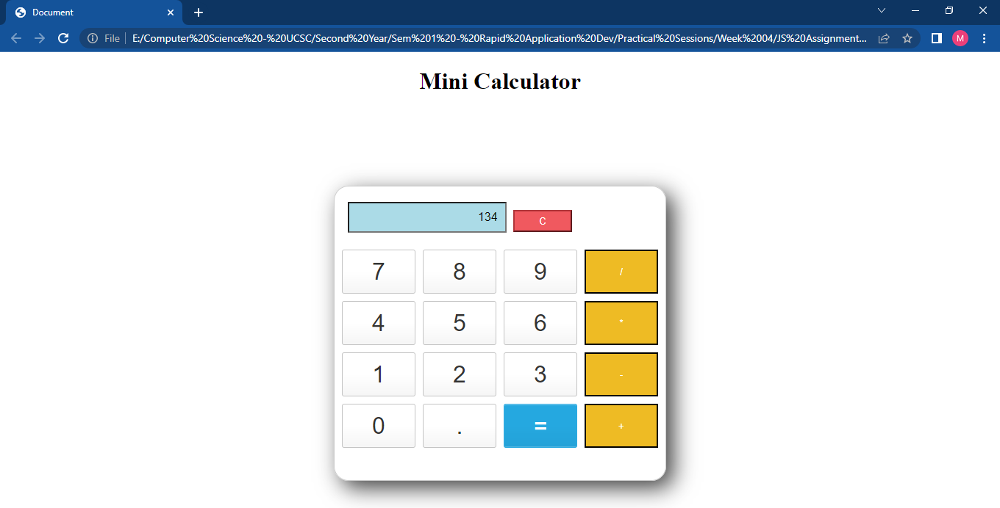 Document
File E:/Computer%20Science%20-%20UCSC/Second%20Year/Sem%201%20-%20Rapid%20Application%20Dev/Practical%20Sessions/Week%2004/JS%20Assignment... M
Mini Calculator
134 C
7 8 9 /
4 5 6 *
1 2 3 -
0 . = +